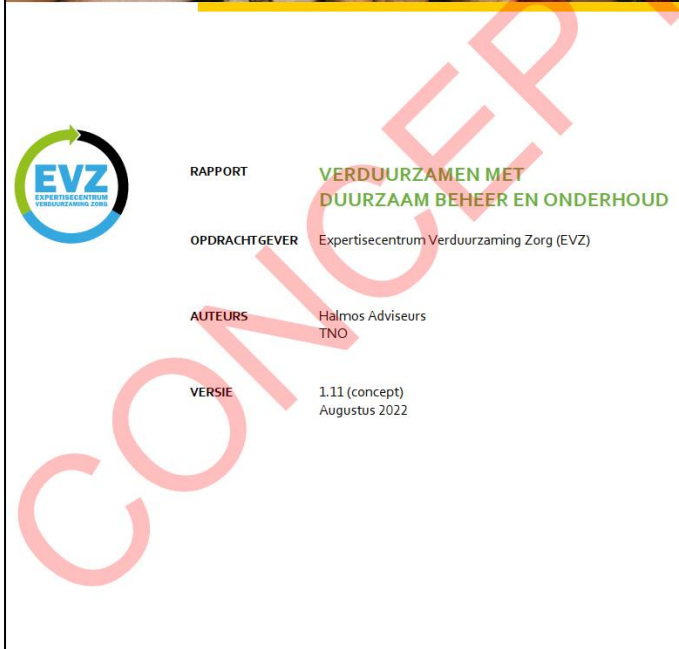 EVZ
EXPERTISECENTRUM
VERDUURZAMING ZORG
RAPPORT
VERDUURZAMEN MET
DUURZAAM BEHEER EN ONDERHOUD
OPDRACHTGEVER
Expertisecentrum Verduurzaming Zorg (EVZ)
AUTEURS
Halmos Adviseurs
TNO
VERSIE
1.11 (concept)
Augustus 2022
CONCEP